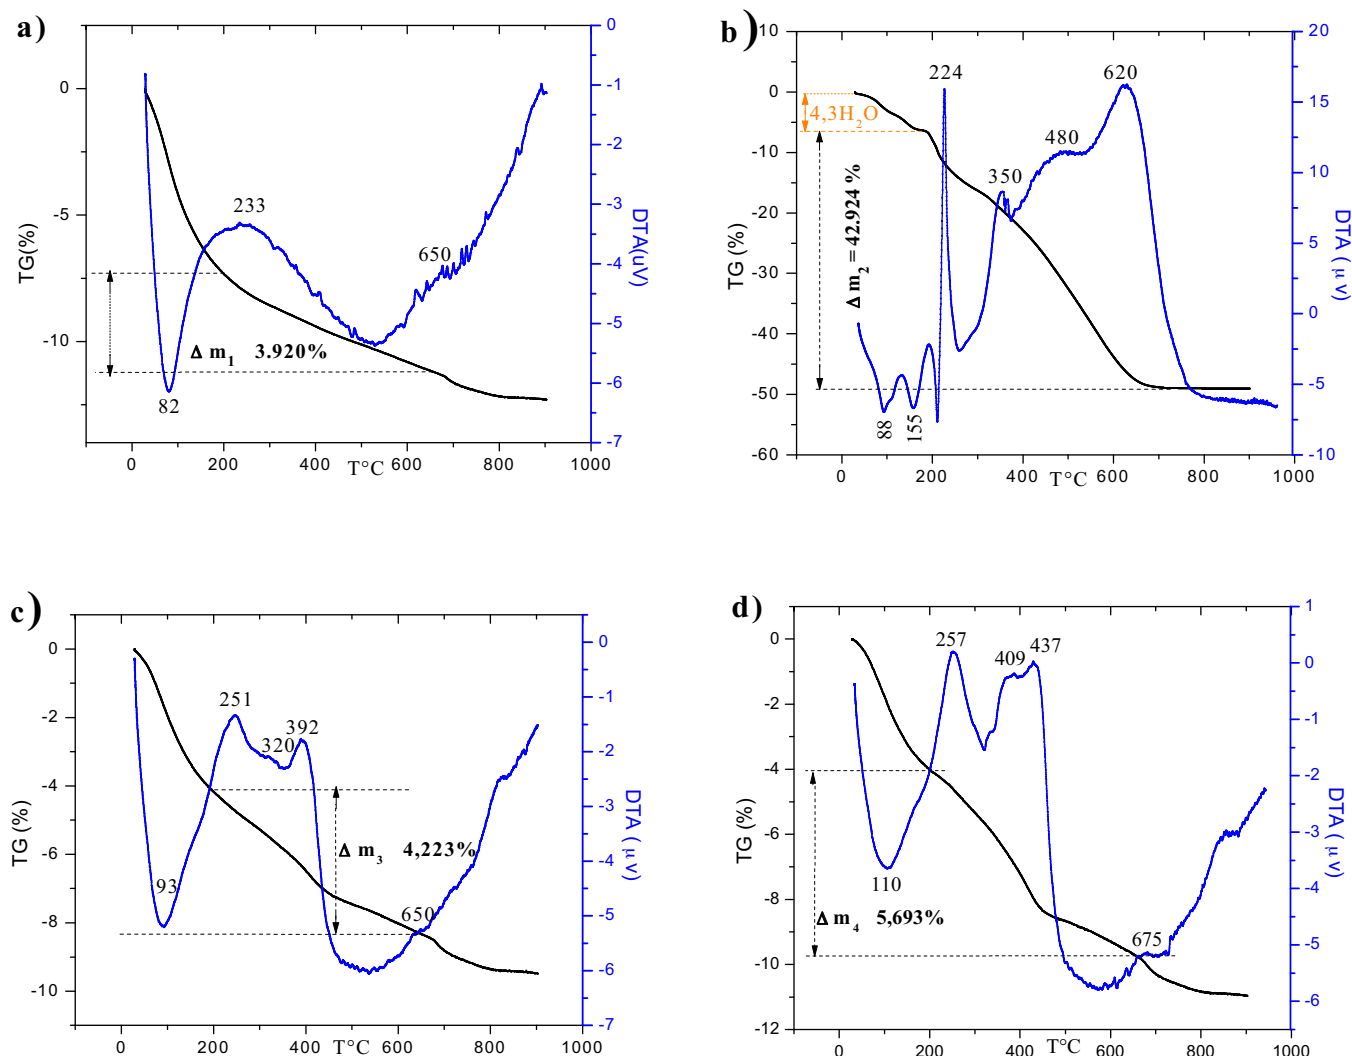 a)
0
-5
-10
TG(%)
0
-1
-2
-3
-4
-5
-6
-7
DTA(uV)
233
650
Δ m1 3.920%
82
0 200 400 600 800 1000
T°C
b)
10
0
-10
-20
-30
-40
-50
-60
TG (%)
20
15
10
5
0
-5
-10
DTA ( μ v)
224
620
4,3H2O
480
350
Δ m2 = 42.924 %
88
155
0 200 400 600 800 1000
T°C
c)
0
-2
-4
-6
-8
-10
TG (%)
0
-1
-2
-3
-4
-5
-6
-7
DTA ( μ v)
251
392
320
Δ m3 4,223%
93
650
0 200 400 600 800 1000
T°C
d)
0
-2
-4
-6
-8
-10
-12
TG (%)
1
0
-1
-2
-3
-4
-5
-6
DTA ( μ v)
257
409
437
110
Δ m4 5,693%
675
0 200 400 600 800 1000
T°C